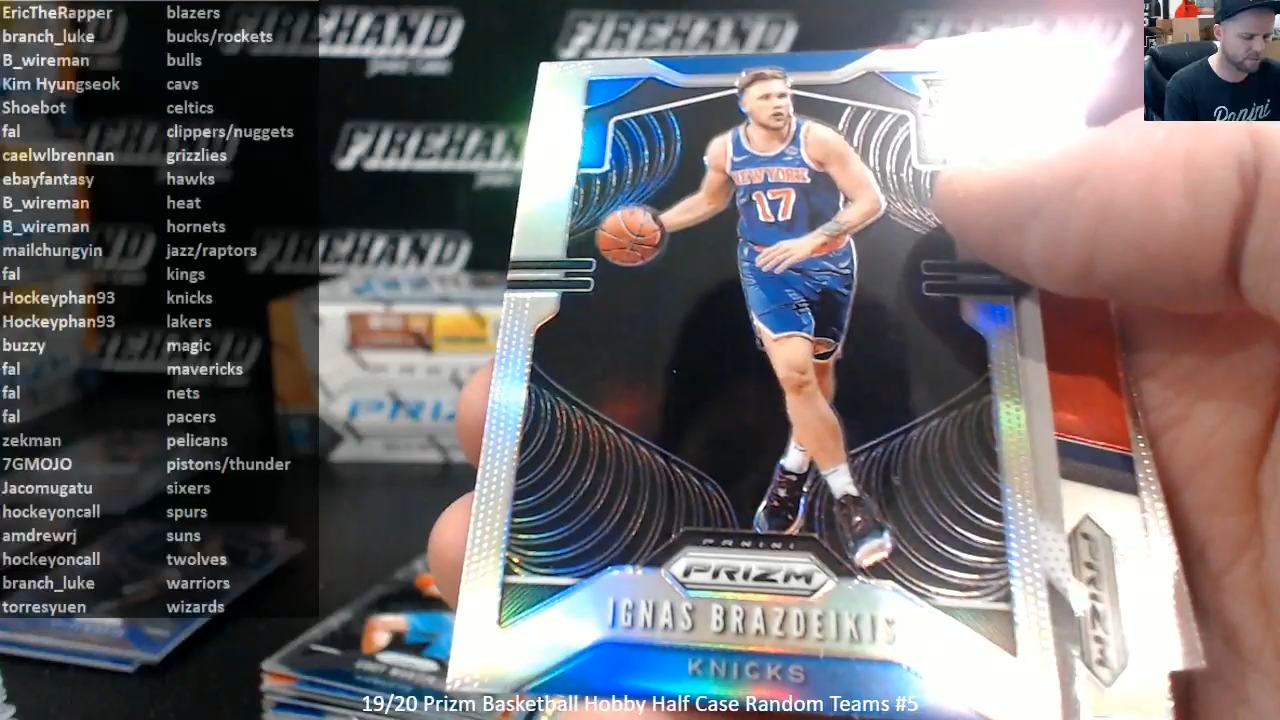 EricTheRapper blazers
branch_luke bucks/rockets
B_wireman bulls
Kim Hyungseok cavs
Shoebot celtics
fal clippers/nuggets
caelwlbrennan grizzlies
ebayfantasy hawks
B_wireman heat
B_wireman hornets
mailchungyin jazz/raptors
fal kings
Hockeyphan93 knicks
Hockeyphan93 lakers
buzzy magic
fal mavericks
fal nets
fal pacers
zekman pelicans
7GMOJO pistons/thunder
Jacomugatu sixers
hockeyoncall spurs
amdrewrj suns
hockeyoncall twolves
branch_luke warriors
torresyuen wizards
FIREHAND
FIREHAND
FIREHAND
FIREHAND
Panini
NEW YORK
17
PANINI
PRIZM
IGNAS BRAZDEIKIS
KNICKS
PRIZM
19/20 Prizm Basketball Hobby Half Case Random Teams #5